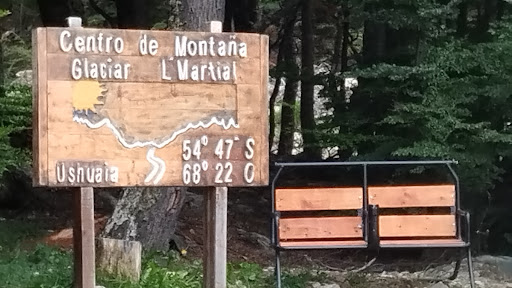 Centro de Montaña
Glaciar L'Martial
54° 47' S
Ushuaia 68° 22 O